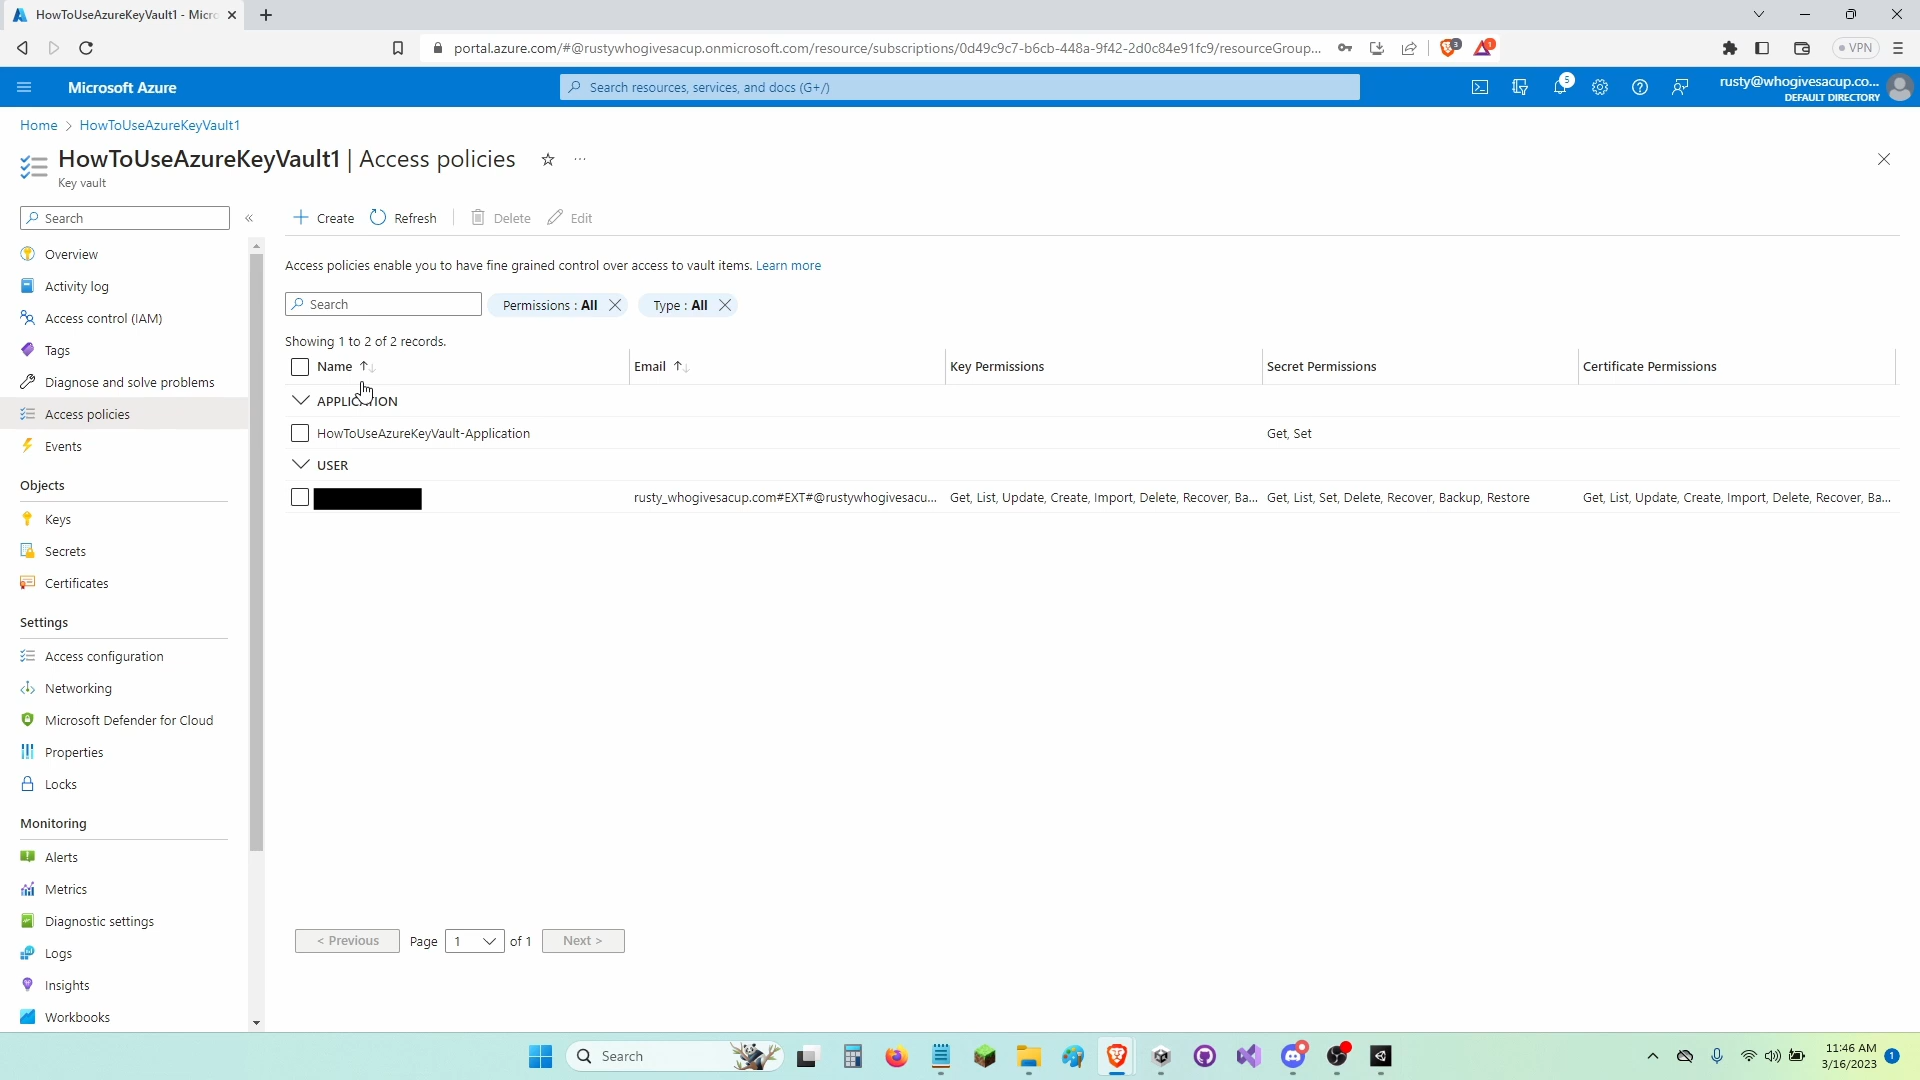 HowToUseAzureKeyVault1 - Micro
portal.azure.com/#@rustywhogivesacup.onmicrosoft.com/resource/subscriptions/0d49c9c7-b6cb-448a-9f42-2d0c84e91fc9/resourceGroup...
3
1
VPN
Microsoft Azure
Search resources, services, and docs (G+/)
5
rusty@whogivesacup.co...
DEFAULT DIRECTORY
Home > HowToUseAzureKeyVault1
HowToUseAzureKeyVault1 | Access policies
Key vault
Search
Overview
Activity log
Access control (IAM)
Tags
Diagnose and solve problems
Access policies
Events
Objects
Keys
Secrets
Certificates
Settings
Access configuration
Networking
Microsoft Defender for Cloud
Properties
Locks
Monitoring
Alerts
Metrics
Diagnostic settings
Logs
Insights
Workbooks
Create Refresh Delete Edit
Access policies enable you to have fine grained control over access to vault items. Learn more
Search Permissions : All Type : All
Showing 1 to 2 of 2 records.
Name Email Key Permissions Secret Permissions Certificate Permissions
APPLICATION
HowToUseAzureKeyVault-Application Get, Set
USER
rusty_whogivesacup.com#EXT#@rustywhogivesacu... Get, List, Update, Create, Import, Delete, Recover, Ba... Get, List, Set, Delete, Recover, Backup, Restore Get, List, Update, Create, Import, Delete, Recover, Ba...
< Previous Page 1 of 1 Next >
Search
11:46 AM
3/16/2023
1